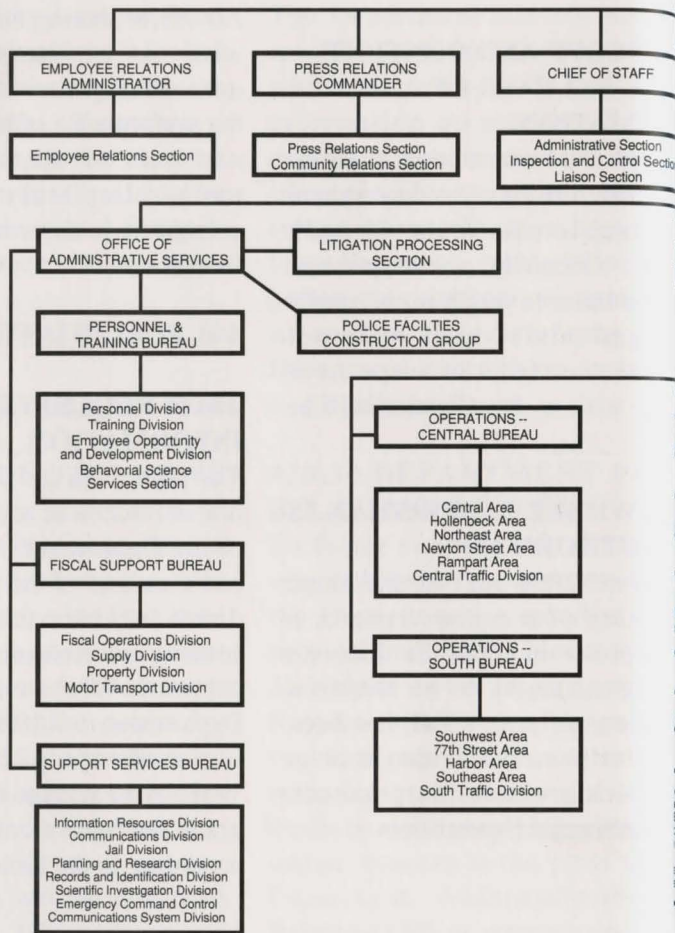 EMPLOYEE RELATIONS
ADMINISTRATOR
Employee Relations Section
PRESS RELATIONS
COMMANDER
Press Relations Section
Community Relations Section
CHIEF OF STAFF
Administrative Section
Inspection and Control Sectio
Liaison Section
OFFICE OF
ADMINISTRATIVE SERVICES
LITIGATION PROCESSING
SECTION
POLICE FACILTIES
CONSTRUCTION GROUP
PERSONNEL &
TRAINING BUREAU
Personnel Division
Training Division
Employee Opportunity
and Development Division
Behavorial Science
Services Section
FISCAL SUPPORT BUREAU
Fiscal Operations Division
Supply Division
Property Division
Motor Transport Division
SUPPORT SERVICES BUREAU
Information Resources Division
Communications Division
Jail Division
Planning and Research Division
Records and Identification Division
Scientific Investigation Division
Emergency Command Control
Communications System Division
OPERATIONS --
CENTRAL BUREAU
Central Area
Hollenbeck Area
Northeast Area
Newton Street Area
Rampart Area
Central Traffic Division
OPERATIONS --
SOUTH BUREAU
Southwest Area
77th Street Area
Harbor Area
Southeast Area
South Traffic Division